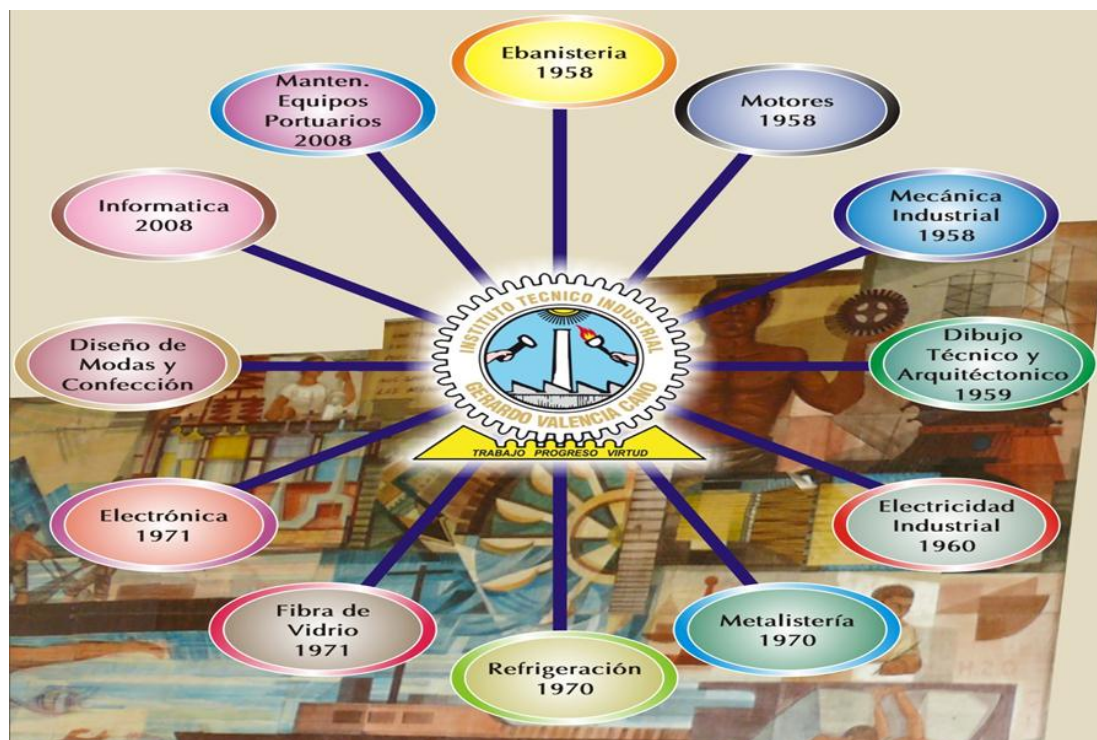 Ebanisteria
1958
Motores
1958
Mecánica
Industrial
1958
Dibujo
Técnico y
Arquitéctonico
1959
Electricidad
Industrial
1960
Metalistería
1970
Refrigeración
1970
Fibra de
Vidrio
1971
Electrónica
1971
Diseño de
Modas y
Confección
Informatica
2008
Manten.
Equipos
Portuarios
2008
INSTITUTO TECNICO INDUSTRIAL
GERARDO VALENCIA CANO
TRABAJO PROGRESO VIRTUD